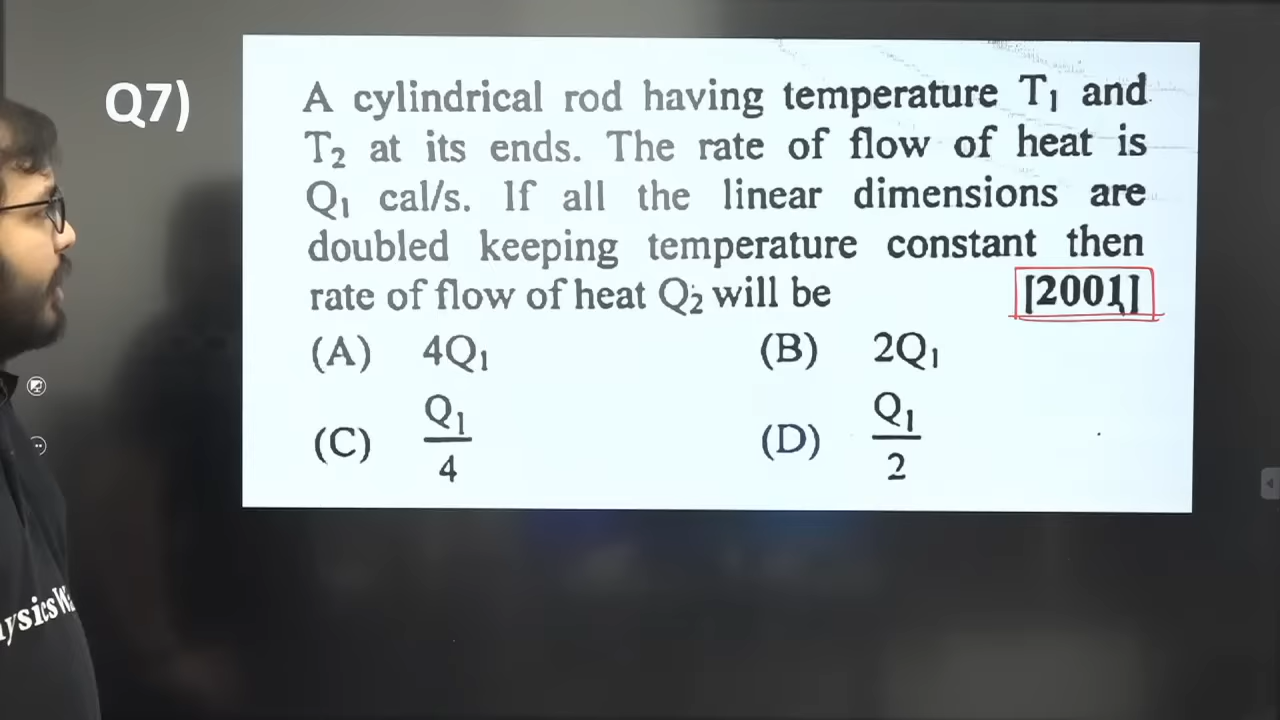 Q7)
A cylindrical rod having temperature T₁ and
T₂ at its ends. The rate of flow of heat is
Q₁ cal/s. If all the linear dimensions are
doubled keeping temperature constant then
rate of flow of heat Q₂ will be [2001]
(A) 4Q₁ (B) 2Q₁
(C) Q₁/4 (D) Q₁/2